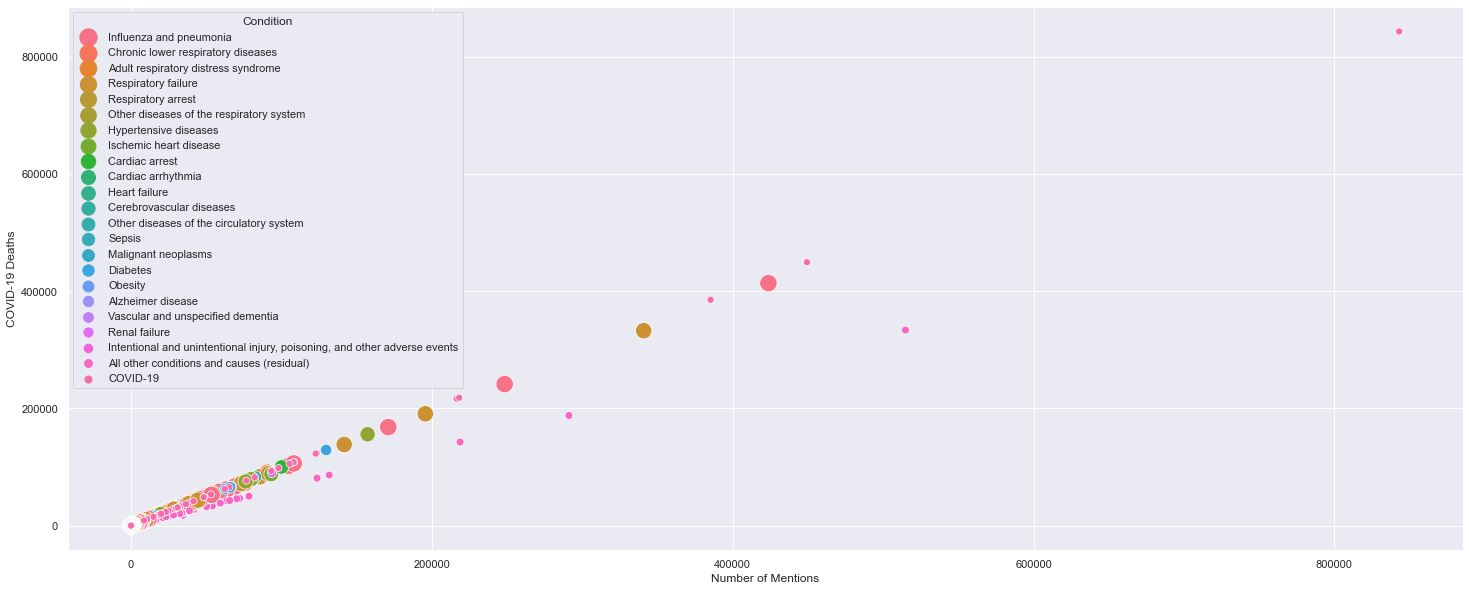 Condition
Influenza and pneumonia
Chronic lower respiratory diseases
Adult respiratory distress syndrome
Respiratory failure
Respiratory arrest
Other diseases of the respiratory system
Hypertensive diseases
Ischemic heart disease
Cardiac arrest
Cardiac arrhythmia
Heart failure
Cerebrovascular diseases
Other diseases of the circulatory system
Sepsis
Malignant neoplasms
Diabetes
Obesity
Alzheimer disease
Vascular and unspecified dementia
Renal failure
Intentional and unintentional injury, poisoning, and other adverse events
All other conditions and causes (residual)
COVID-19
COVID-19 Deaths
800000
600000
400000
200000
0
0
200000
400000
600000
800000
Number of Mentions